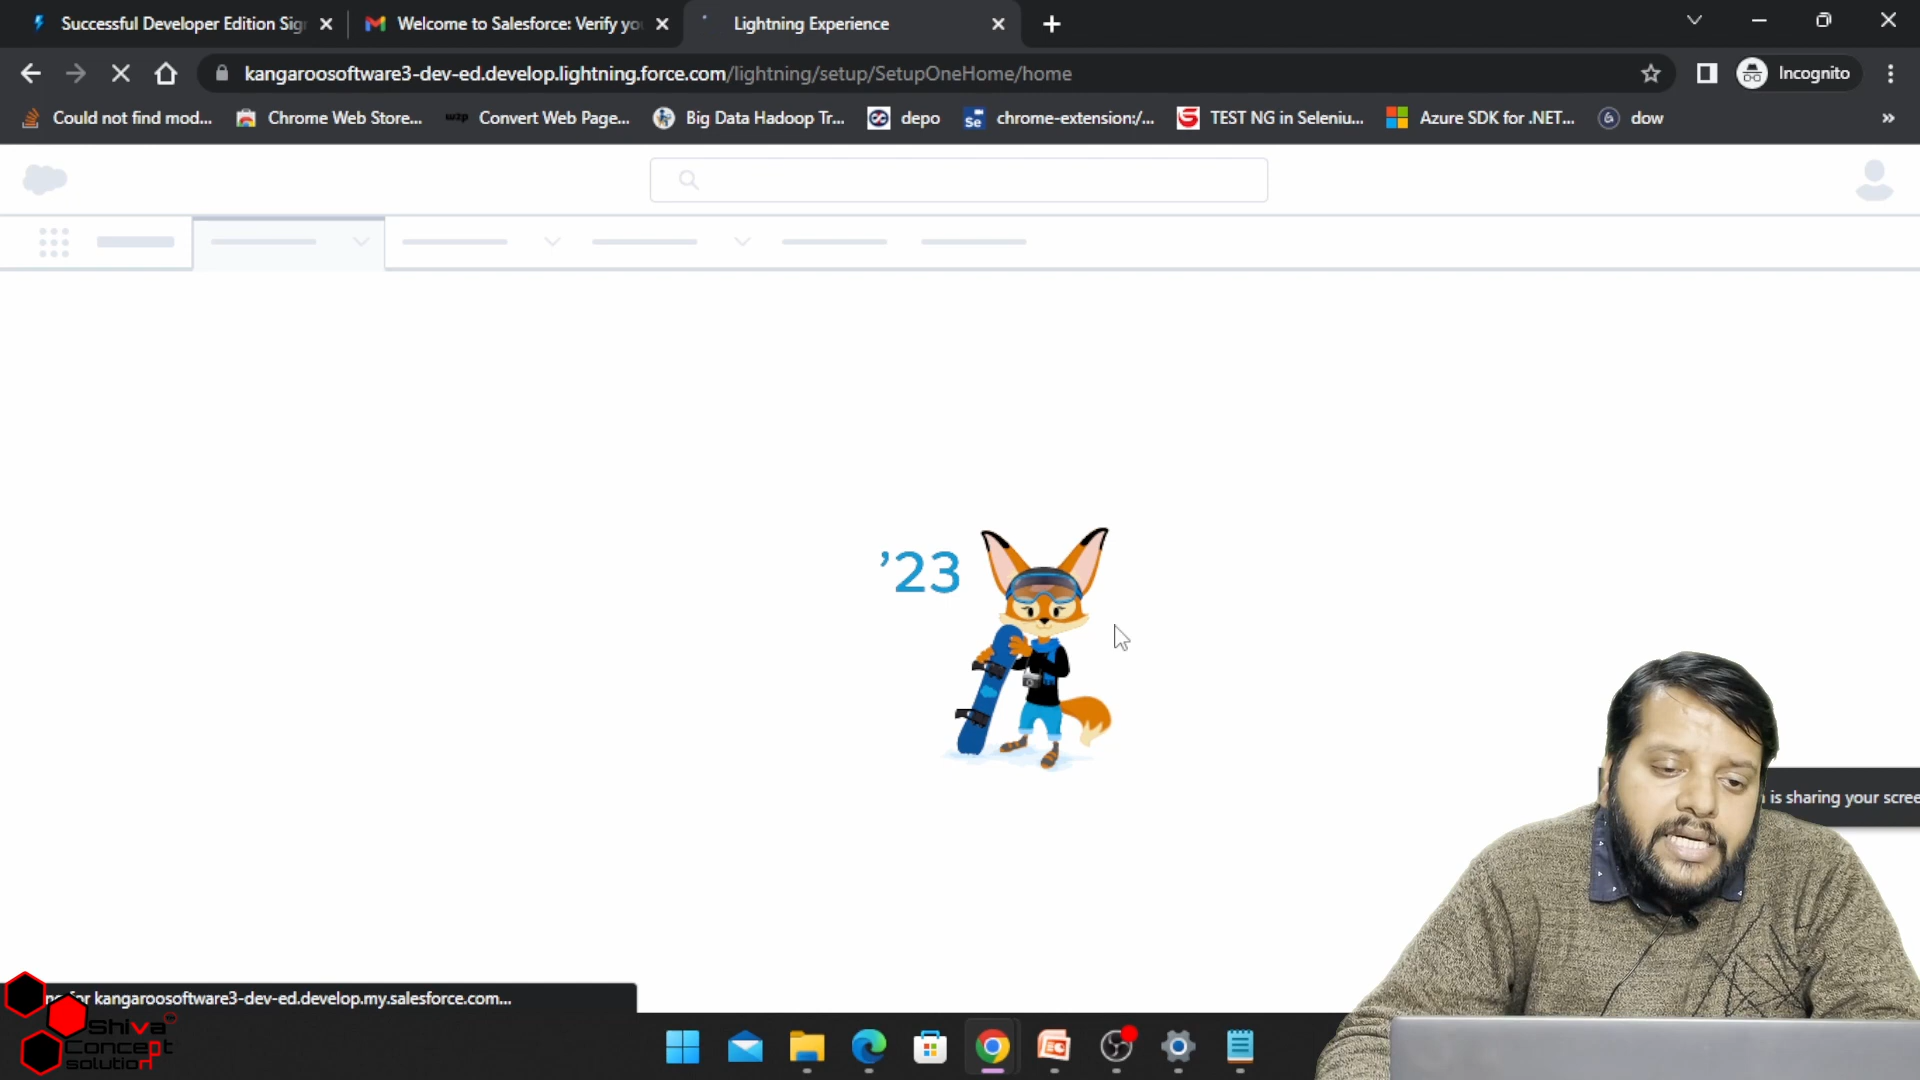 Successful Developer Edition Sig
Welcome to Salesforce: Verify yo
Lightning Experience
kangaroosoftware3-dev-ed.develop.lightning.force.com/lightning/setup/SetupOneHome/home
Incognito
Could not find mod...
Chrome Web Store...
Convert Web Page...
Big Data Hadoop Tr...
depo
chrome-extension:/...
TEST NG in Seleniu...
Azure SDK for .NET...
dow
’23
is sharing your scree
for kangaroosoftware3-dev-ed.develop.my.salesforce.com...
Shiva
Concept
solution